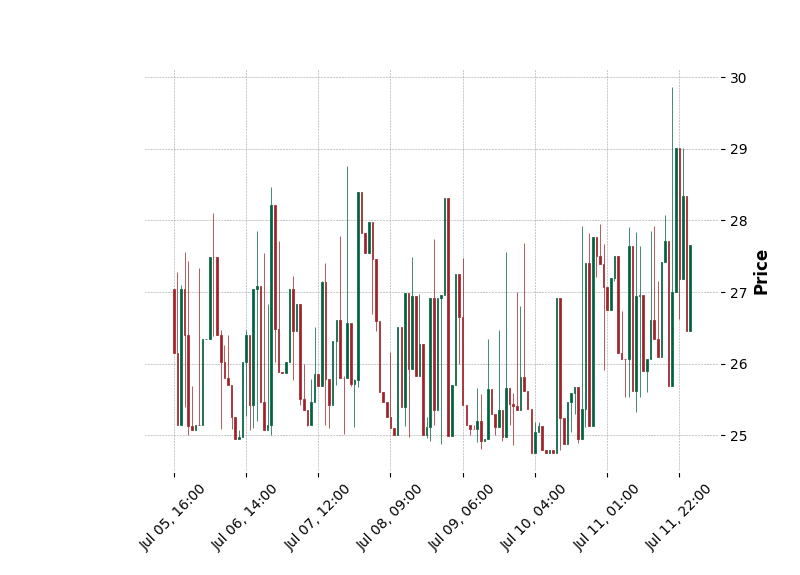 30
29
28
27
26
25
Price
Jul 05, 16:00
Jul 06, 14:00
Jul 07, 12:00
Jul 08, 09:00
Jul 09, 06:00
Jul 10, 04:00
Jul 11, 01:00
Jul 11, 22:00